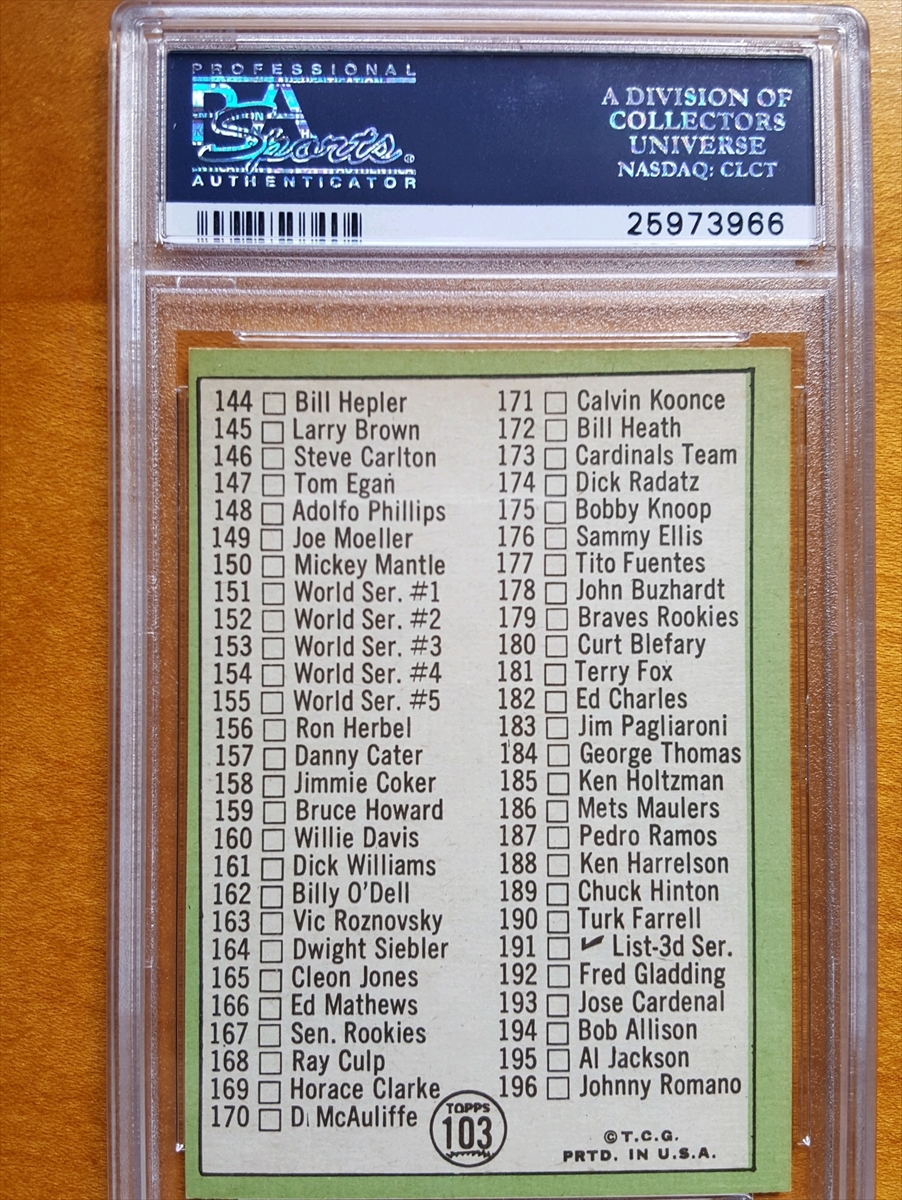 PROFESSIONAL
PSA
Sports®
AUTHENTICATOR
A DIVISION OF
COLLECTORS
UNIVERSE
NASDAQ: CLCT
25973966
144 Bill Hepler
145 Larry Brown
146 Steve Carlton
147 Tom Egan
148 Adolfo Phillips
149 Joe Moeller
150 Mickey Mantle
151 World Ser. #1
152 World Ser. #2
153 World Ser. #3
154 World Ser. #4
155 World Ser. #5
156 Ron Herbel
157 Danny Cater
158 Jimmie Coker
159 Bruce Howard
160 Willie Davis
161 Dick Williams
162 Billy O'Dell
163 Vic Roznovsky
164 Dwight Siebler
165 Cleon Jones
166 Ed Mathews
167 Sen. Rookies
168 Ray Culp
169 Horace Clarke
170 D. McAuliffe
171 Calvin Koonce
172 Bill Heath
173 Cardinals Team
174 Dick Radatz
175 Bobby Knoop
176 Sammy Ellis
177 Tito Fuentes
178 John Buzhardt
179 Braves Rookies
180 Curt Blefary
181 Terry Fox
182 Ed Charles
183 Jim Pagliaroni
184 George Thomas
185 Ken Holtzman
186 Mets Maulers
187 Pedro Ramos
188 Ken Harrelson
189 Chuck Hinton
190 Turk Farrell
191 ✔ List-3d Ser.
192 Fred Gladding
193 Jose Cardenal
194 Bob Allison
195 Al Jackson
196 Johnny Romano
TOPPS
103
©T.C.G.
PRTD. IN U.S.A.